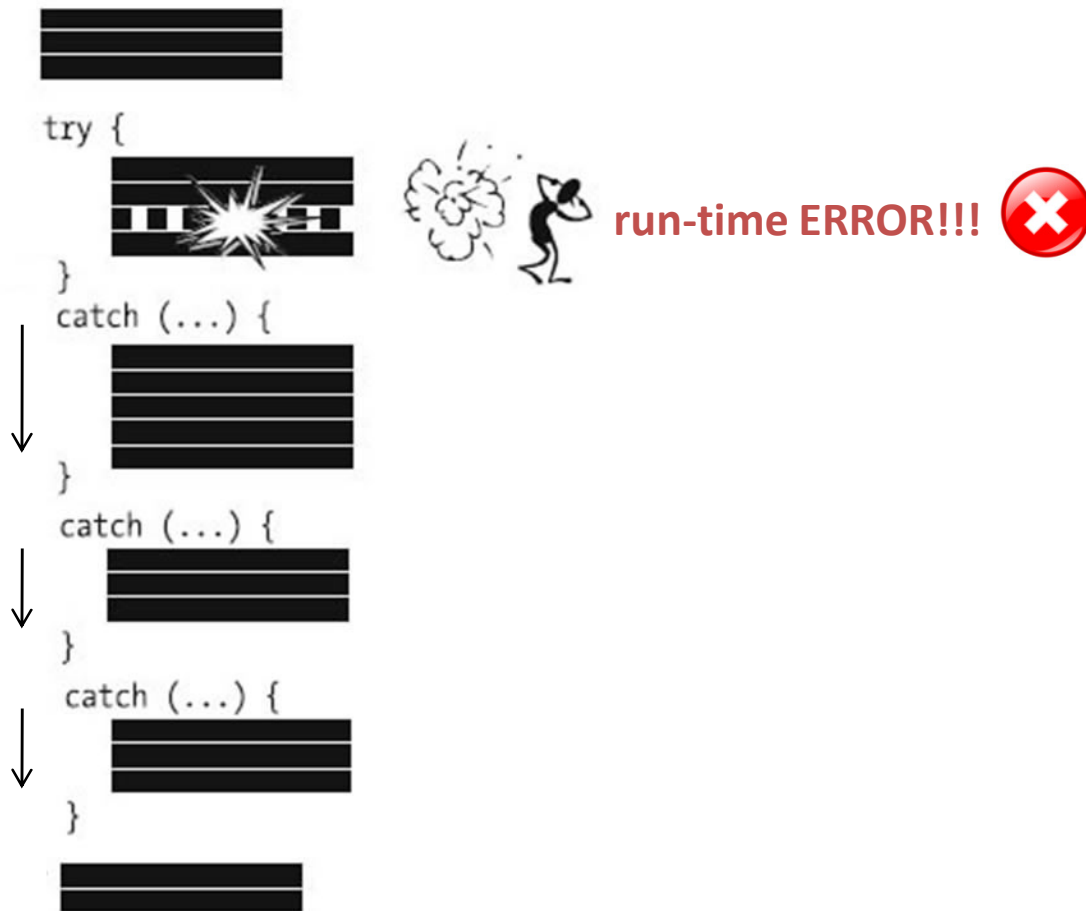 try {
run-time ERROR!!!
}
catch (...) {
}
catch (...) {
}
catch (...) {
}